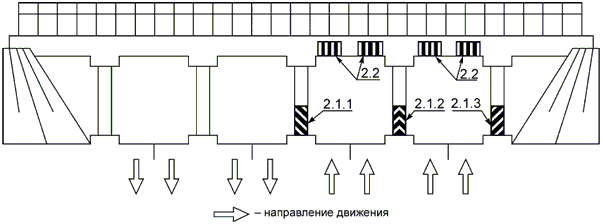 2.2 2.2
2.1.1 2.1.2 2.1.3
– направление движения